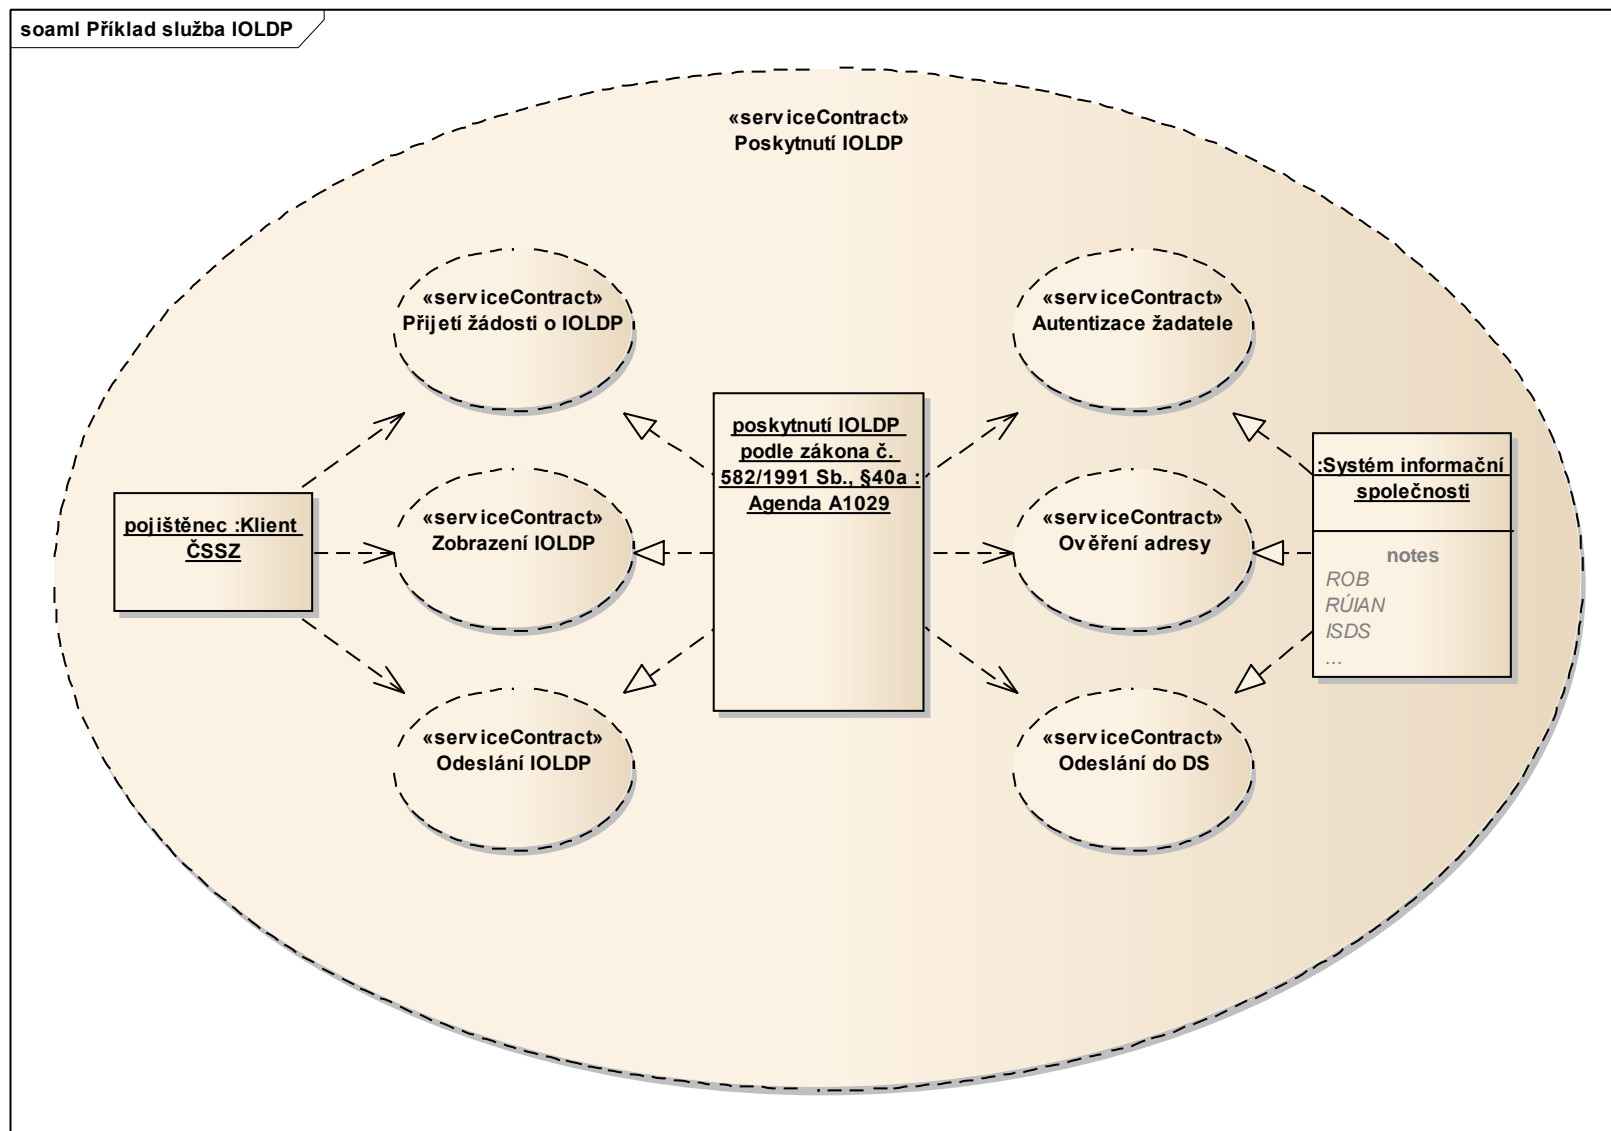 soaml Příklad služba IOLDP
«serviceContract»
Poskytnutí IOLDP
«serviceContract»
Přijetí žádosti o IOLDP
«serviceContract»
Autentizace žadatele
pojištěnec :Klient
ČSSZ
«serviceContract»
Zobrazení IOLDP
poskytnutí IOLDP
podle zákona č.
582/1991 Sb., §40a :
Agenda A1029
«serviceContract»
Ověření adresy
:Systém informační
společnosti
notes
ROB
RÚIAN
ISDS
...
«serviceContract»
Odeslání IOLDP
«serviceContract»
Odeslání do DS